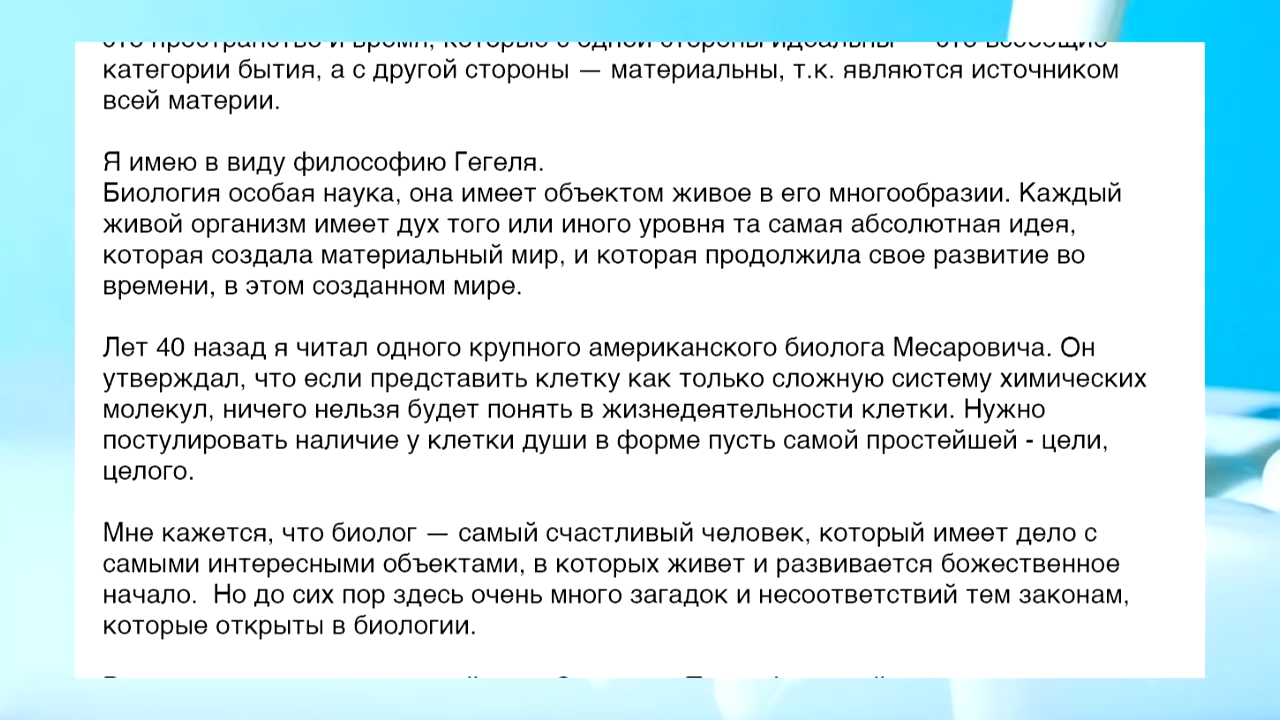 категории бытия, а с другой стороны — материальны, т.к. являются источником
всей материи.
Я имею в виду философию Гегеля.
Биология особая наука, она имеет объектом живое в его многообразии. Каждый
живой организм имеет дух того или иного уровня та самая абсолютная идея,
которая создала материальный мир, и которая продолжила свое развитие во
времени, в этом созданном мире.
Лет 40 назад я читал одного крупного американского биолога Месаровича. Он
утверждал, что если представить клетку как только сложную систему химических
молекул, ничего нельзя будет понять в жизнедеятельности клетки. Нужно
постулировать наличие у клетки души в форме пусть самой простейшей - цели,
целого.
Мне кажется, что биолог — самый счастливый человек, который имеет дело с
самыми интересными объектами, в которых живет и развивается божественное
начало.  Но до сих пор здесь очень много загадок и несоответствий тем законам,
которые открыты в биологии.